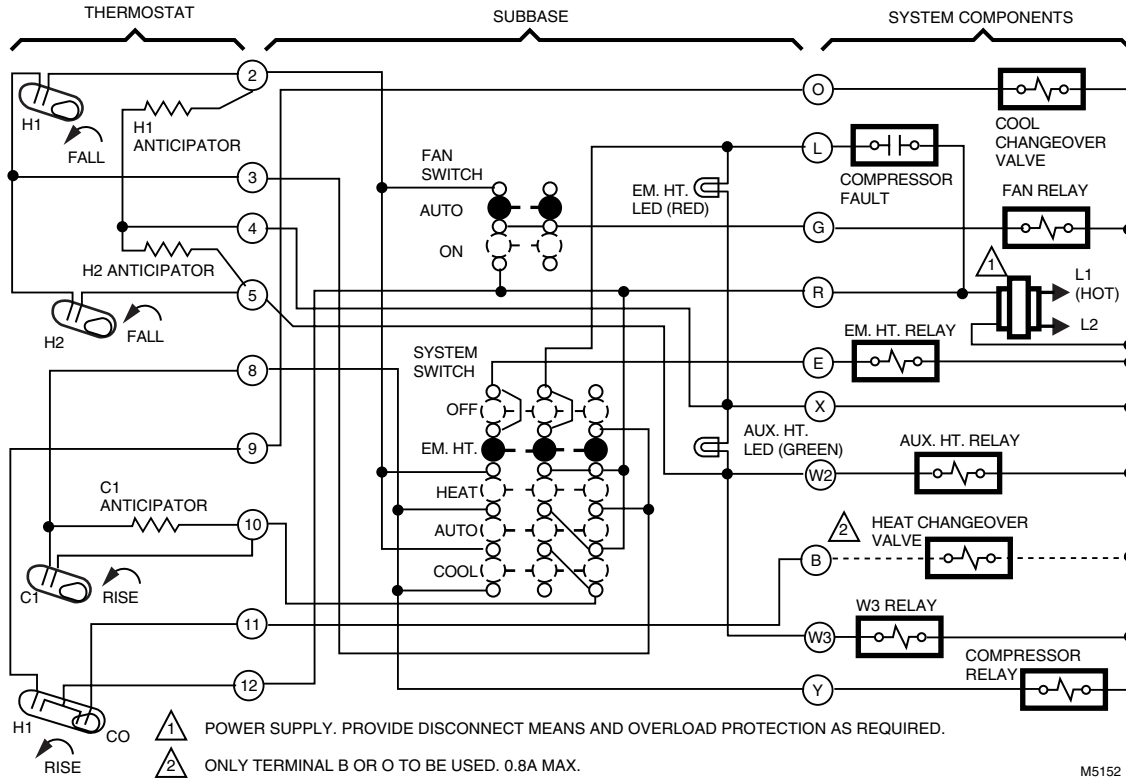 THERMOSTAT
SUBBASE
SYSTEM COMPONENTS
2
H1
FALL
H1
ANTICIPATOR
3
4
H2 ANTICIPATOR
5
H2
FALL
8
9
C1
ANTICIPATOR
10
C1
RISE
11
12
H1
CO
RISE
FAN
SWITCH
AUTO
ON
SYSTEM
SWITCH
OFF
EM. HT.
HEAT
AUTO
COOL
EM. HT.
LED (RED)
AUX. HT.
LED (GREEN)
O
COOL
CHANGEOVER
VALVE
L
COMPRESSOR
FAULT
FAN RELAY
G
1
L1
(HOT)
L2
R
EM. HT. RELAY
E
X
AUX. HT. RELAY
W2
2
HEAT CHANGEOVER
VALVE
B
W3 RELAY
W3
COMPRESSOR
RELAY
Y
1 POWER SUPPLY. PROVIDE DISCONNECT MEANS AND OVERLOAD PROTECTION AS REQUIRED.
2 ONLY TERMINAL B OR O TO BE USED. 0.8A MAX.
M5152